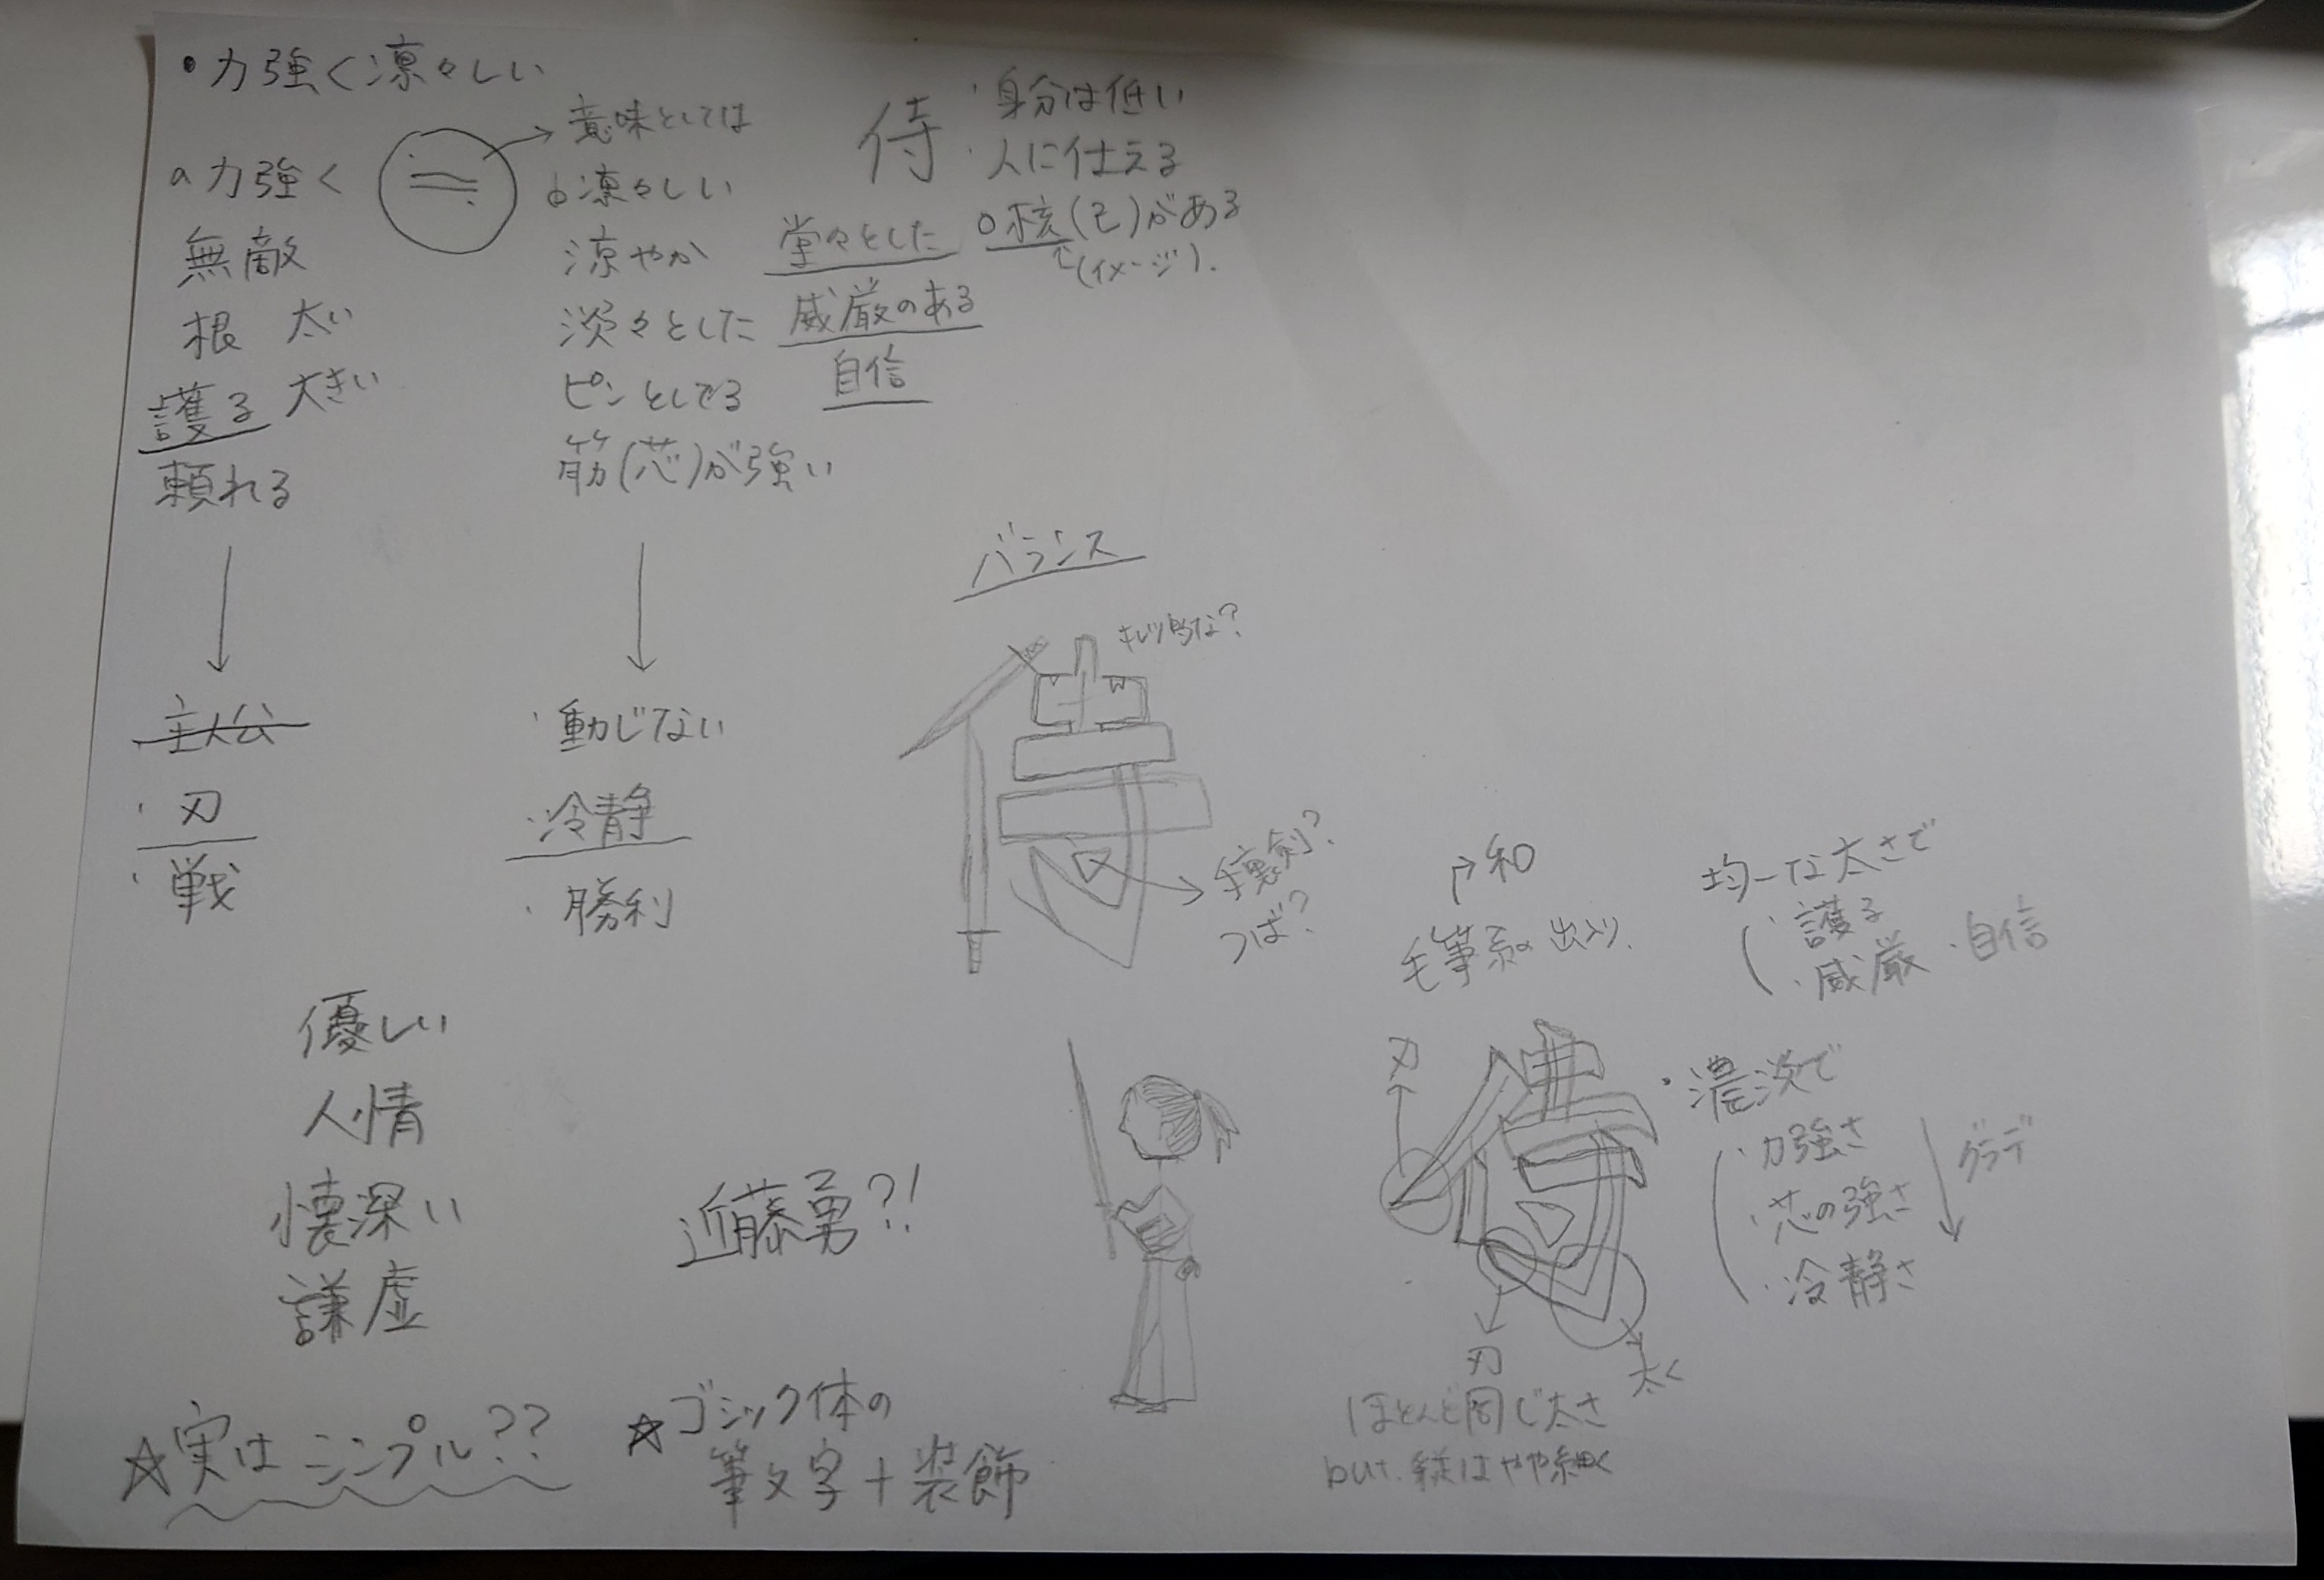 ・力強く凛々しい
a 力強く
≒
意味としては
b 凛々しい
無敵
根 太い
護る 大きい
頼れる
涼やか
淡々とした
ピンとしてる
筋(芯)が強い
侍
・身分は低い
・人に仕える
○核(己)がある
(イメージ).
堂々とした
威厳のある
自信
主人公
・刃
・戦
・動じない
・冷静
・勝利
バランス
キレツ的な?
手裏剣?
つば?
優しい
人情
懐深い
謙虚
近藤勇?!
☆実はシンプル??
☆ゴシック体の
筆文字+装飾
和
毛筆系の出入り.
均一な太さで
・護る
・威厳 ・自信
・濃淡で
・力強さ
・芯の強さ
・冷静さ
グラデ
刃
刃
太く
ほとんど同じ太さ
but. 縦はやや細く